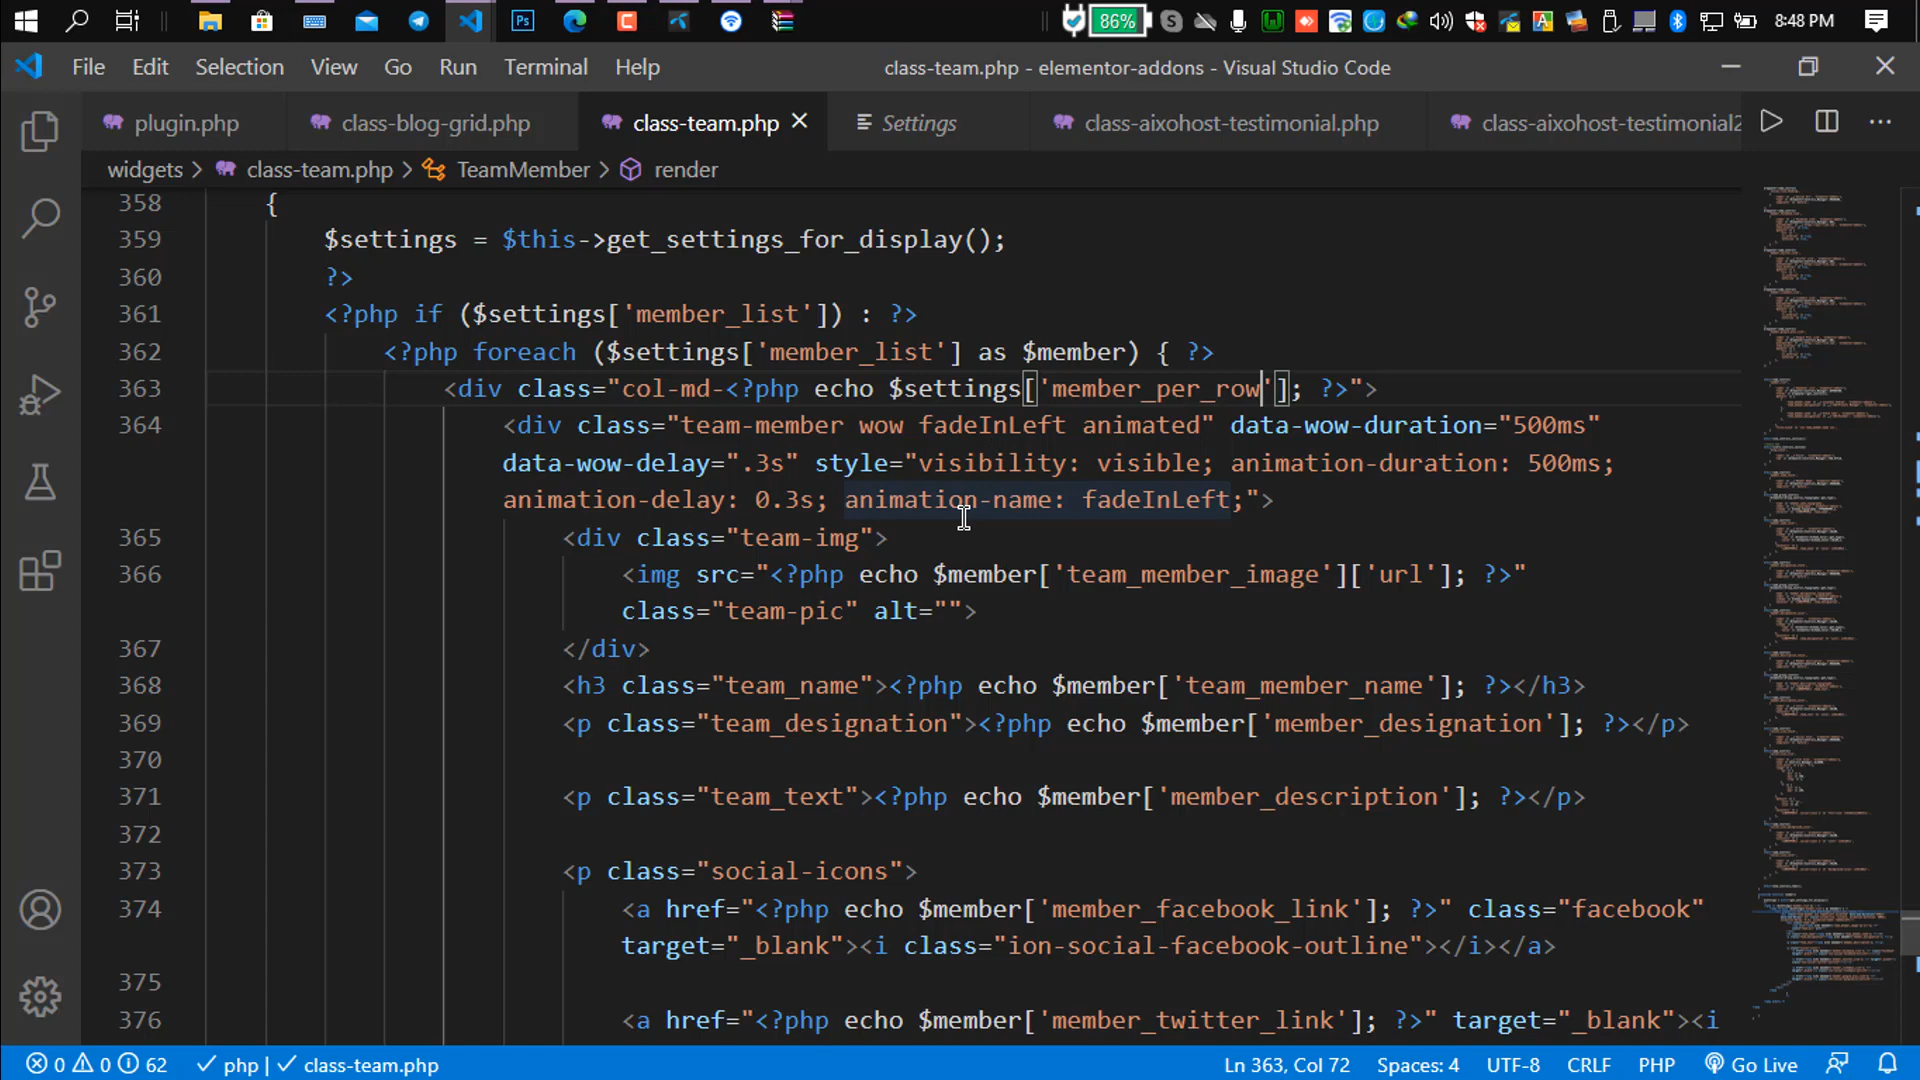 86%
8:48 PM
File Edit Selection View Go Run Terminal Help
class-team.php - elementor-addons - Visual Studio Code
plugin.php
class-blog-grid.php
class-team.php
Settings
class-aixohost-testimonial.php
class-aixohost-testimonial2
widgets > class-team.php > TeamMember > render
358 {
359 $settings = $this->get_settings_for_display();
360 ?>
361 <?php if ($settings['member_list']) : ?>
362 <?php foreach ($settings['member_list'] as $member) { ?>
363 <div class="col-md-<?php echo $settings['member_per_row']; ?>">
364 <div class="team-member wow fadeInLeft animated" data-wow-duration="500ms"
data-wow-delay=".3s" style="visibility: visible; animation-duration: 500ms;
animation-delay: 0.3s; animation-name: fadeInLeft;">
365 <div class="team-img">
366 <img src="<?php echo $member['team_member_image']['url']; ?>"
class="team-pic" alt="">
367 </div>
368 <h3 class="team_name"><?php echo $member['team_member_name']; ?></h3>
369 <p class="team_designation"><?php echo $member['member_designation']; ?></p>
370
371 <p class="team_text"><?php echo $member['member_description']; ?></p>
372
373 <p class="social-icons">
374 <a href="<?php echo $member['member_facebook_link']; ?>" class="facebook"
target="_blank"><i class="ion-social-facebook-outline"></i></a>
375
376 <a href="<?php echo $member['member_twitter_link']; ?>" target="_blank"><i
0 0 62 php | class-team.php
Ln 363, Col 72 Spaces: 4 UTF-8 CRLF PHP Go Live